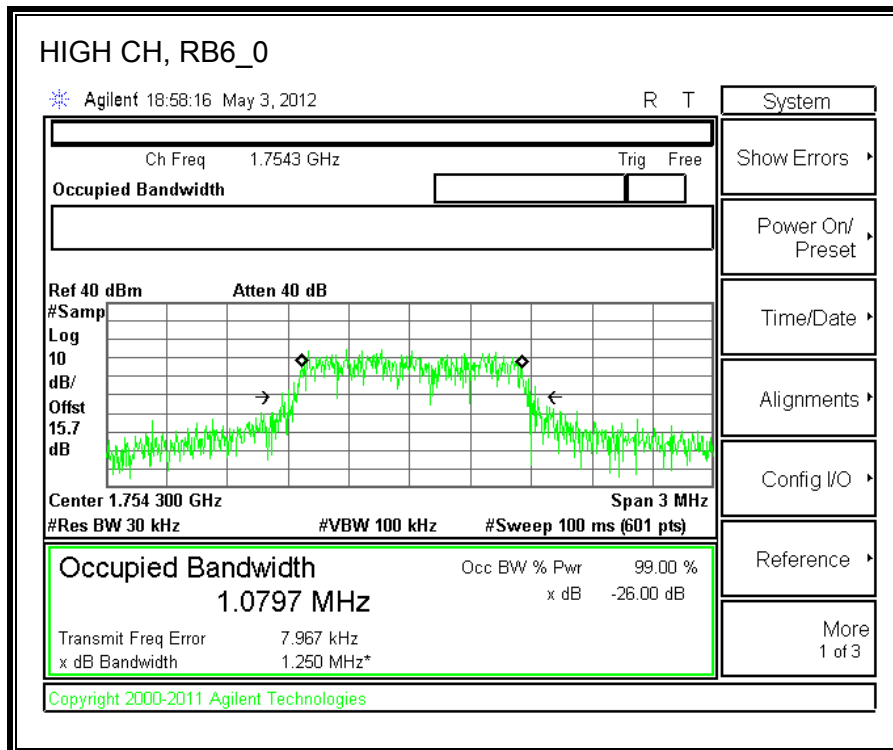 HIGH CH, RB6_0
Agilent 18:58:16 May 3, 2012 R T
System
Ch Freq 1.7543 GHz Trig Free
Occupied Bandwidth
Show Errors
Power On/
Preset
Time/Date
Alignments
Config I/O
Reference
More
1 of 3
Ref 40 dBm Atten 40 dB
#Samp
Log
10
dB/
Offst
15.7
dB
Center 1.754 300 GHz Span 3 MHz
#Res BW 30 kHz #VBW 100 kHz #Sweep 100 ms (601 pts)
Occupied Bandwidth Occ BW % Pwr 99.00 %
1.0797 MHz x dB -26.00 dB
Transmit Freq Error 7.967 kHz
x dB Bandwidth 1.250 MHz*
Copyright 2000-2011 Agilent Technologies